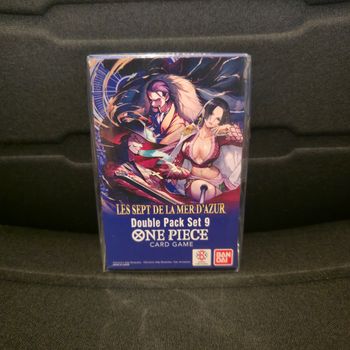 LES SEPT DE LA MER D'AZUR
Double Pack Set 9
ONE PIECE
CARD GAME
BANDAI